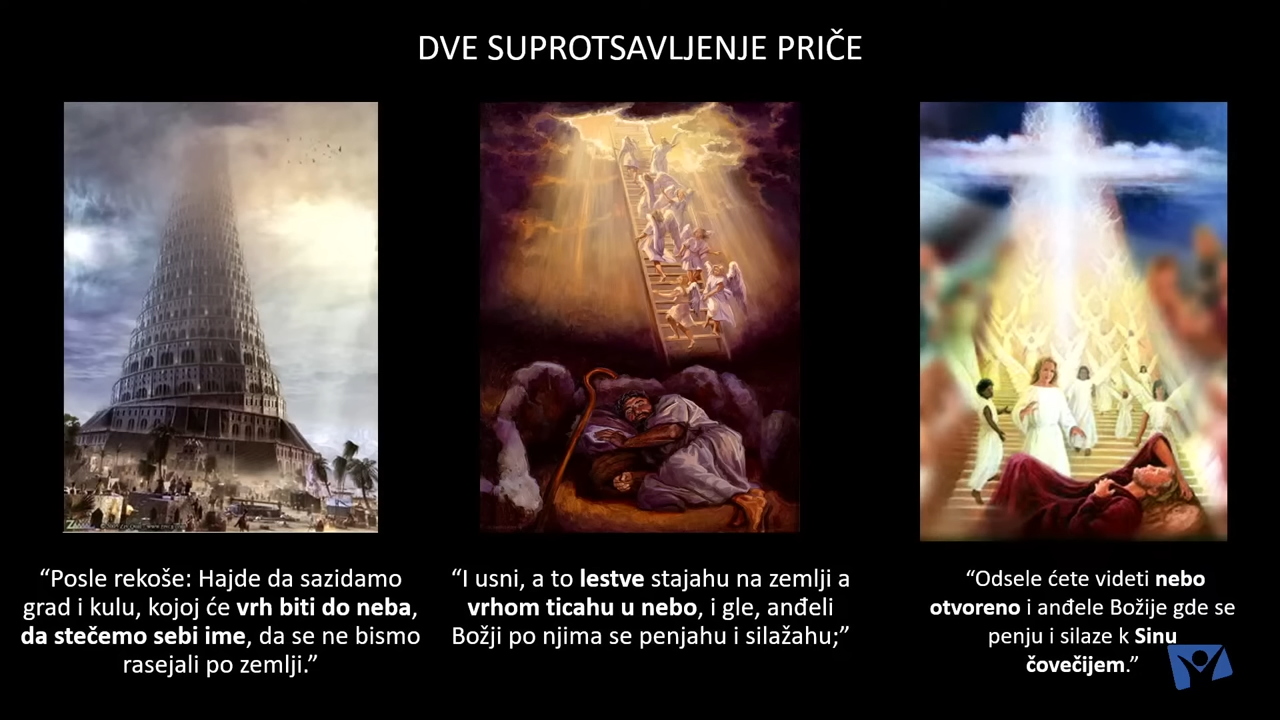 DVE SUPROTSAVLJENJE PRIČE
“Posle rekoše: Hajde da sazidamo
grad i kulu, kojoj će vrh biti do neba,
da stečemo sebi ime, da se ne bismo
rasejali po zemlji.”
“I usni, a to lestve stajahu na zemlji a
vrhom ticahu u nebo, i gle, anđeli
Božji po njima se penjahu i silažahu;”
“Odsele ćete videti nebo
otvoreno i anđele Božije gde se
penju i silaze k Sinu
čovečijem.”